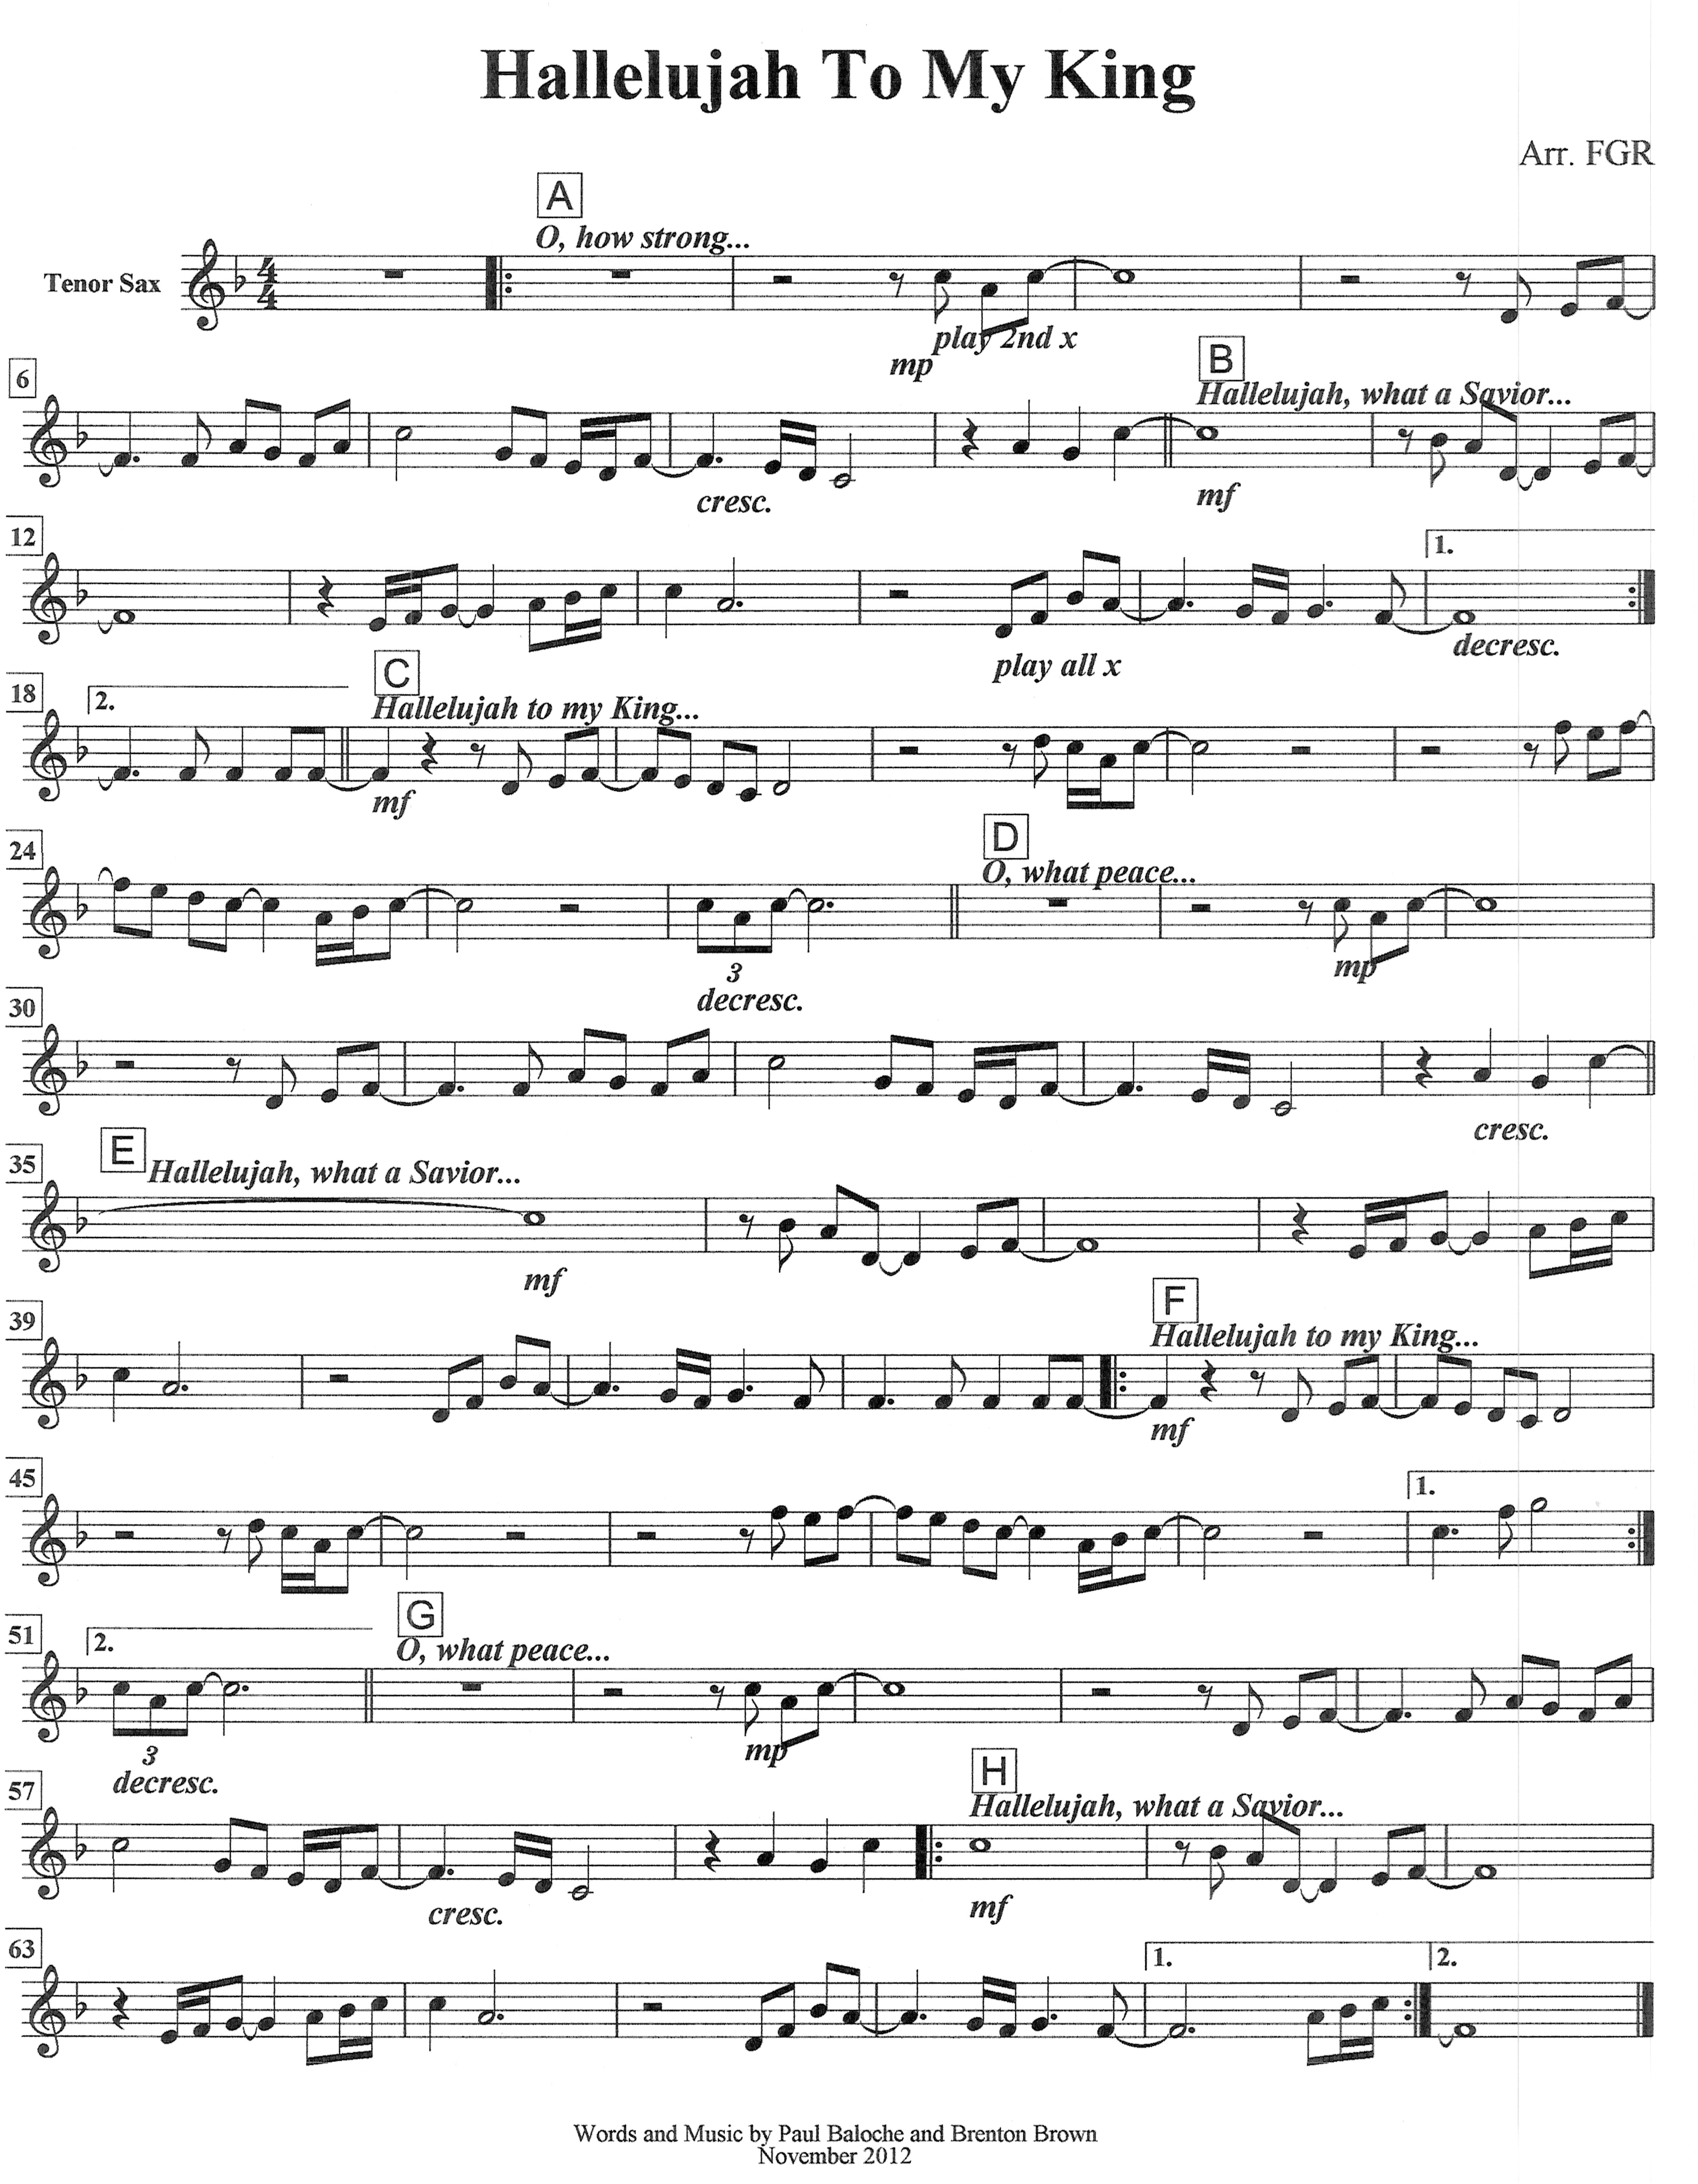 Hallelujah To My King
Arr. FGR
A
O, how strong...
Tenor Sax
play 2nd x
mp
6
B
Hallelujah, what a Savior...
cresc.
mf
12
1.
play all x
decresc.
18
2.
C
Hallelujah to my King...
mf
24
D
O, what peace...
3
mp
decresc.
30
cresc.
35
E
Hallelujah, what a Savior...
mf
39
F
Hallelujah to my King...
mf
45
1.
51
2.
G
O, what peace...
3
mp
decresc.
57
H
Hallelujah, what a Savior...
cresc.
mf
63
1.
2.
Words and Music by Paul Baloche and Brenton Brown
November 2012